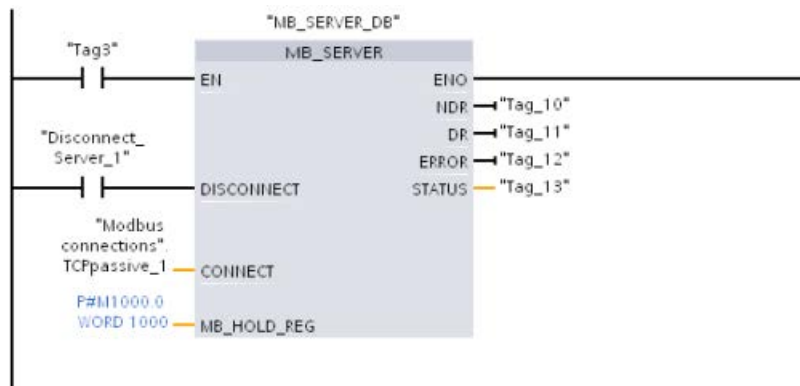 "MB_SERVER_DB"
"Tag3"
MB_SERVER
EN
ENO
NDR
"Tag_10"
DR
"Tag_11"
"Disconnect_
Server_1"
ERROR
"Tag_12"
DISCONNECT
STATUS
"Tag_13"
"Modbus
connections".
TCPpassive_1
CONNECT
P#M1000.0
WORD 1000
MB_HOLD_REG